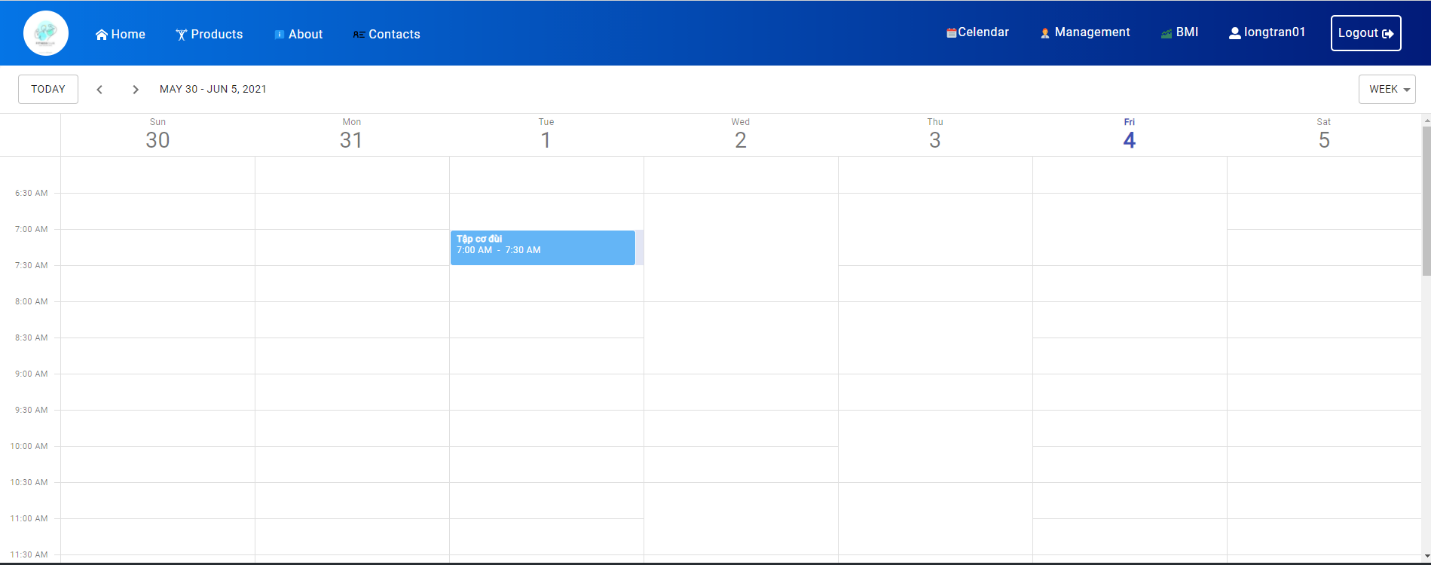 Home Products About Contacts Celendar Management BMI longtran01 Logout
TODAY MAY 30 - JUN 5, 2021 WEEK
Sun Mon Tue Wed Thu Fri Sat
30 31 1 2 3 4 5
6:30 AM
7:00 AM
Tập cơ đùi
7:00 AM - 7:30 AM
7:30 AM
8:00 AM
8:30 AM
9:00 AM
9:30 AM
10:00 AM
10:30 AM
11:00 AM
11:30 AM